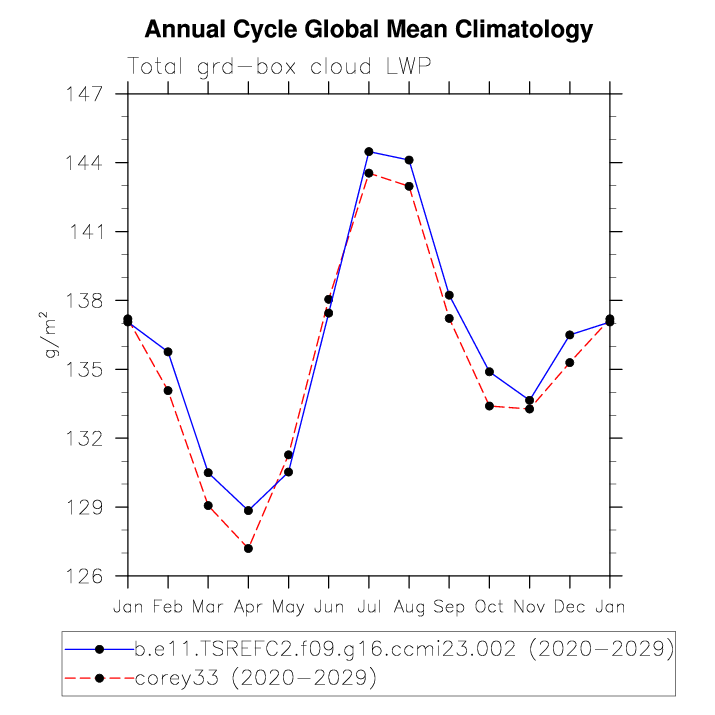 Annual Cycle Global Mean Climatology
Total grd-box cloud LWP
147
144
141
138
135
132
129
126
g/m²
Jan Feb Mar Apr May Jun Jul Aug Sep Oct Nov Dec Jan
b.e11.TSREFC2.f09.g16.ccmi23.002 (2020-2029)
corey33 (2020-2029)